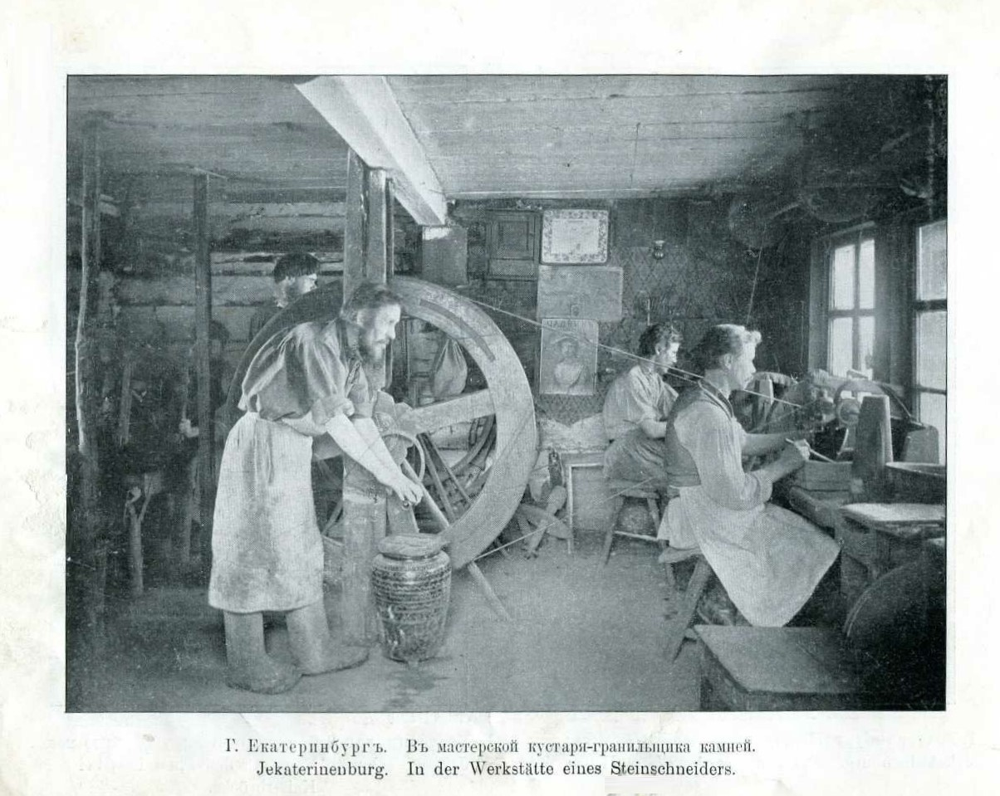 Г. Екатеринбургъ. Въ мастерской кустаря-гранильщика камней.
Jekaterinenburg. In der Werkstätte eines Steinschneiders.